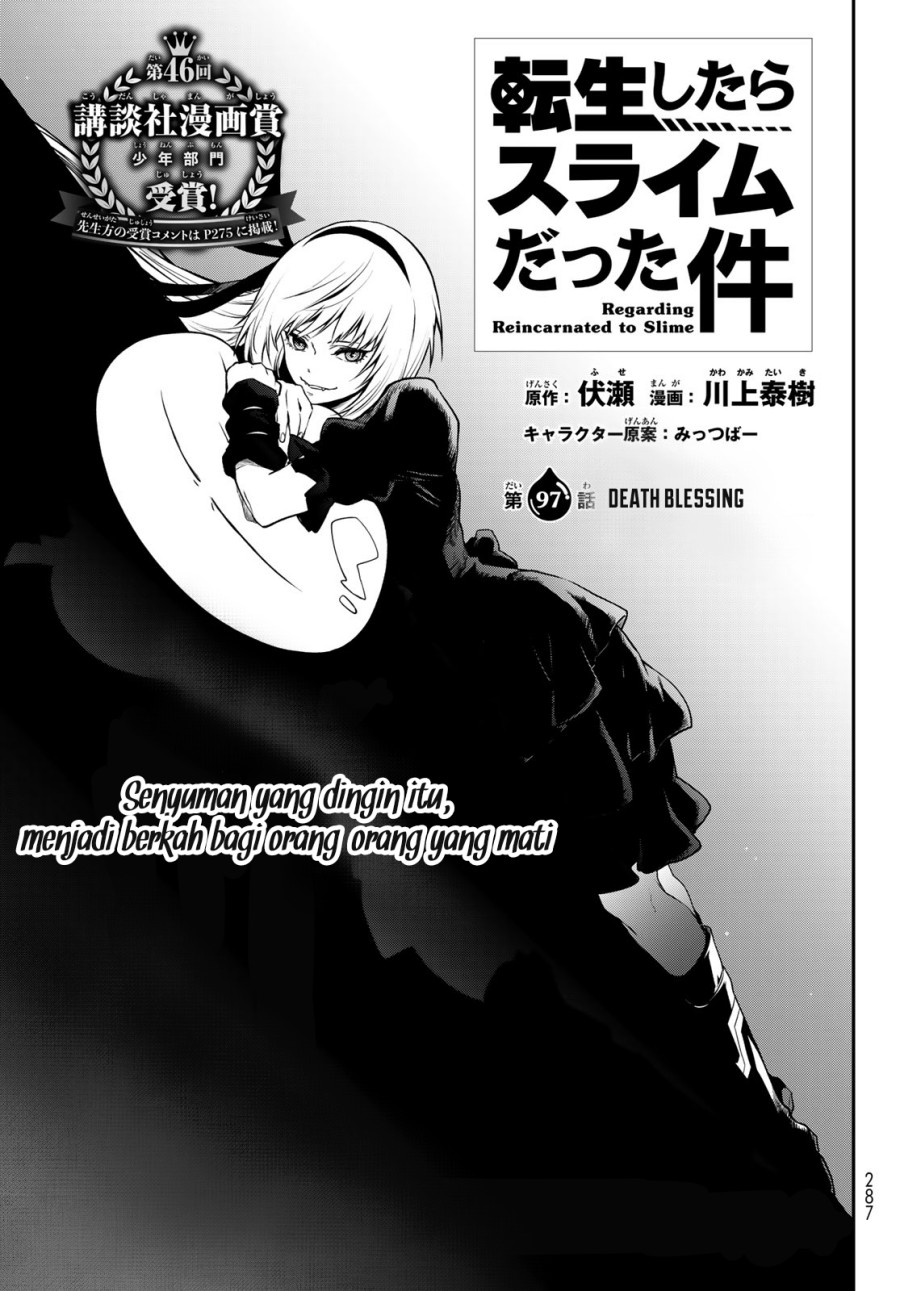 第46回
講談社漫画賞
少年部門
受賞!
先生方の受賞コメントは P275 に掲載!
転生したら
スライム
だった件
Regarding
Reincarnated to Slime
原作:伏瀬 漫画:川上泰樹
キャラクター原案:みっつばー
第97話 DEATH BLESSING
Senyuman yang dingin itu,
menjadi berkah bagi orang orang yang mati
287